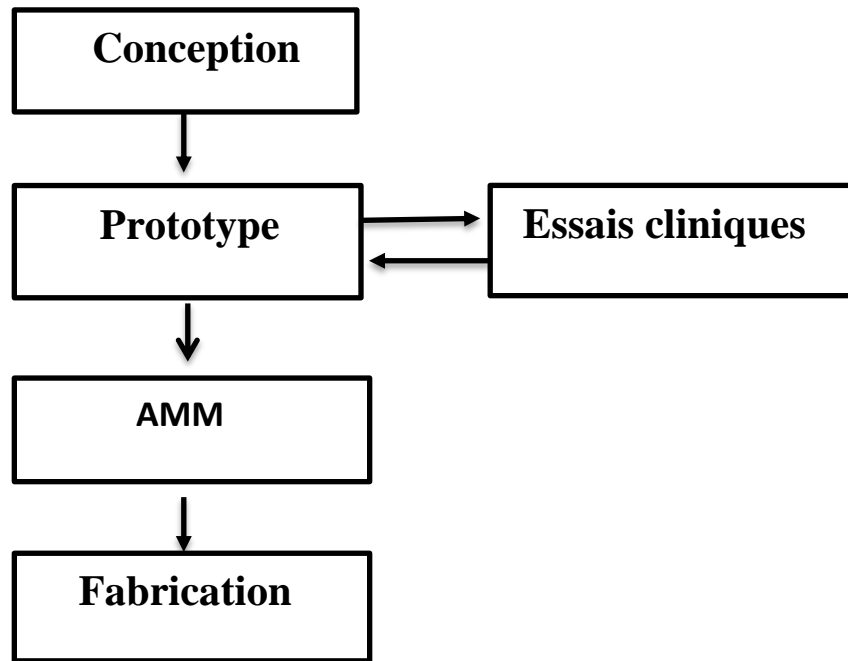 Conception
Prototype
Essais cliniques
AMM
Fabrication